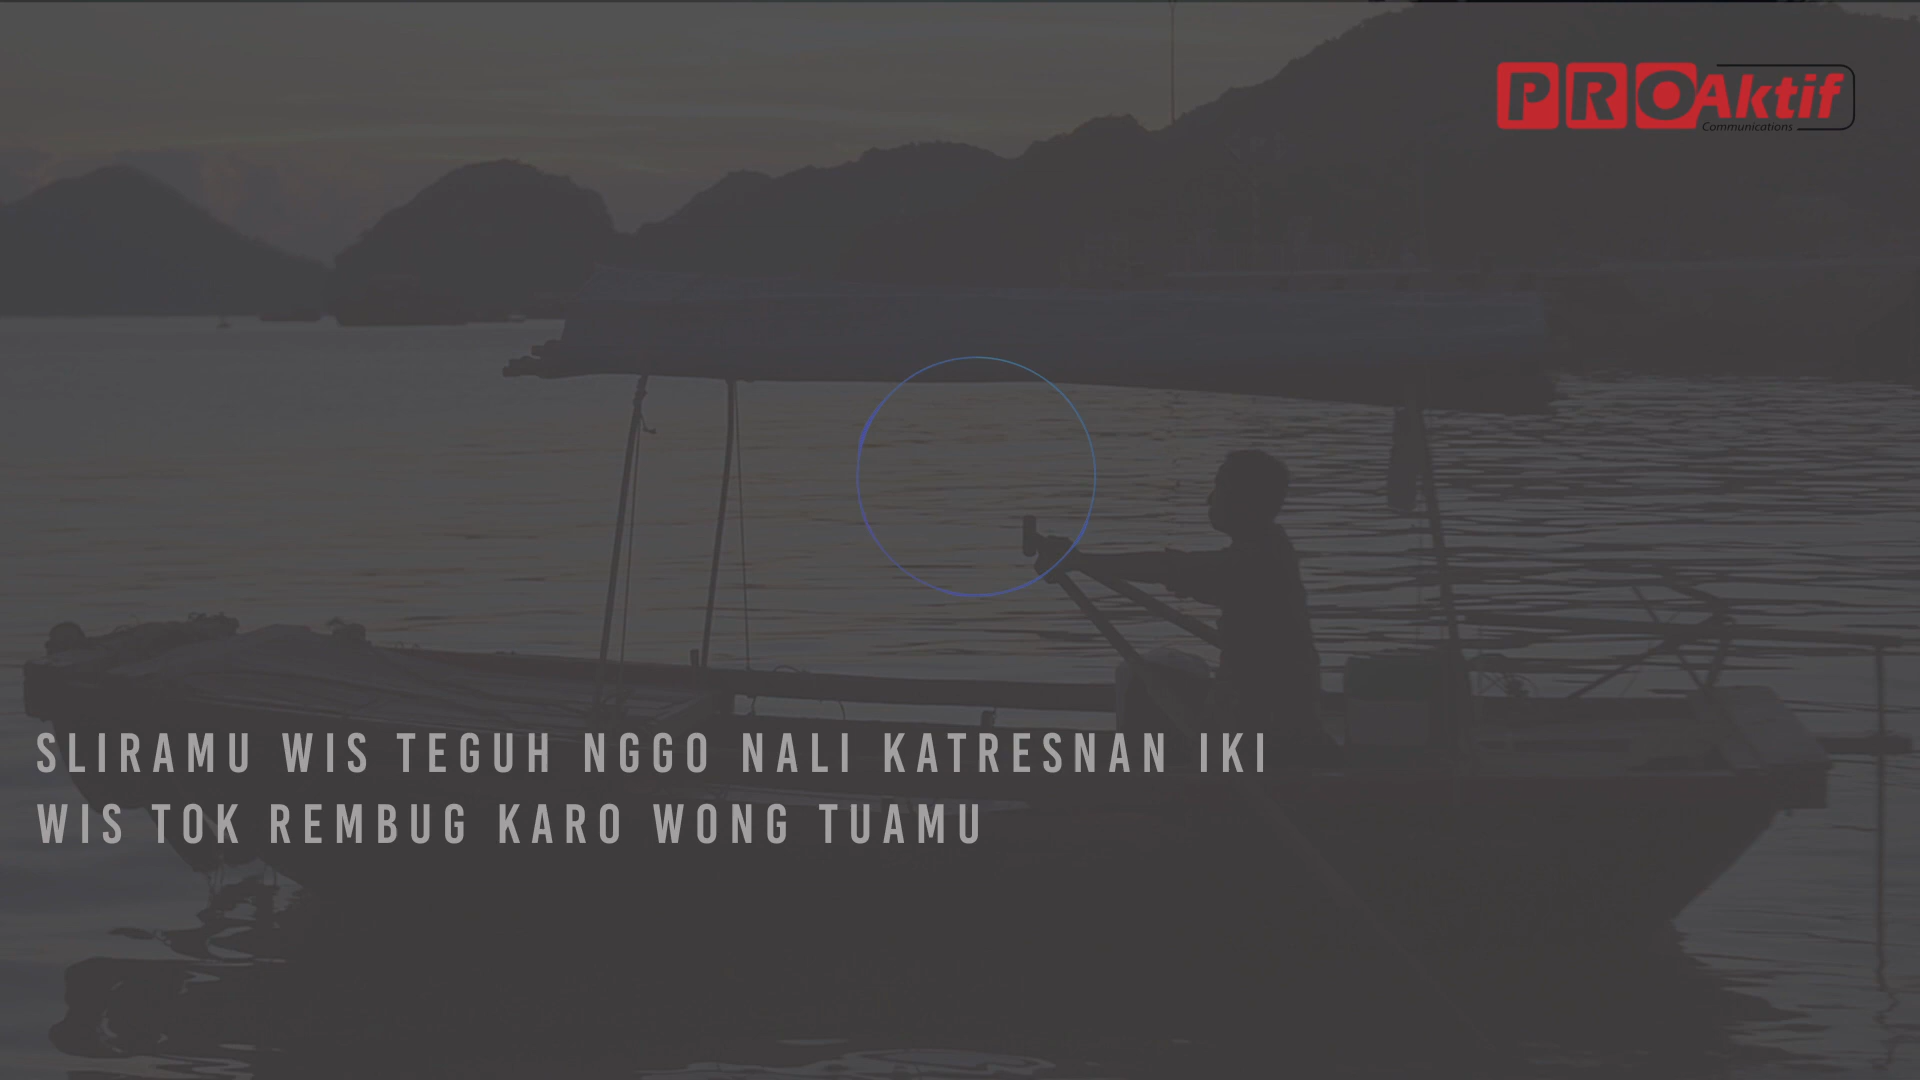 PROAktif
Communications
SLIRAMU WIS TEGUH NGGO NALI KATRESNAN IKI
WIS TOK REMBUG KARO WONG TUAMU